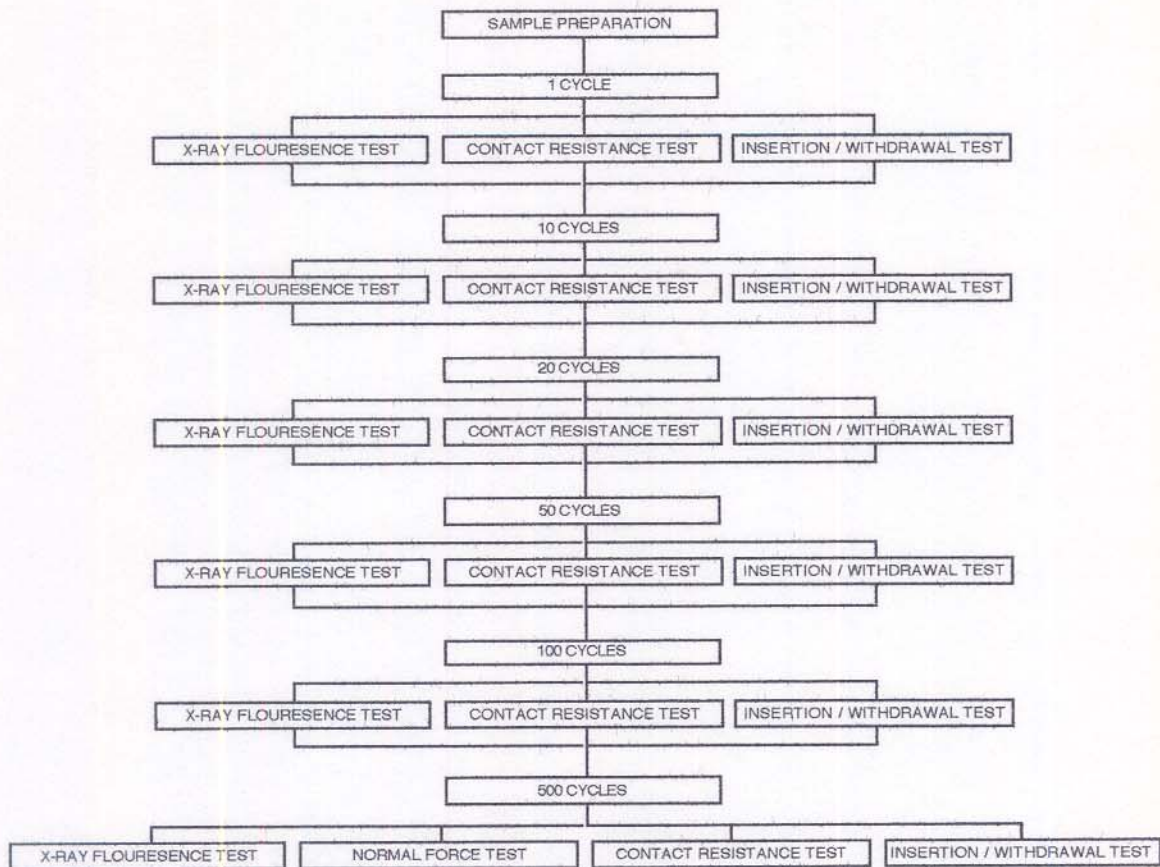 SAMPLE PREPARATION
1 CYCLE
X-RAY FLOURESENCE TEST
CONTACT RESISTANCE TEST
INSERTION / WITHDRAWAL TEST
10 CYCLES
X-RAY FLOURESENCE TEST
CONTACT RESISTANCE TEST
INSERTION / WITHDRAWAL TEST
20 CYCLES
X-RAY FLOURESENCE TEST
CONTACT RESISTANCE TEST
INSERTION / WITHDRAWAL TEST
50 CYCLES
X-RAY FLOURESENCE TEST
CONTACT RESISTANCE TEST
INSERTION / WITHDRAWAL TEST
100 CYCLES
X-RAY FLOURESENCE TEST
CONTACT RESISTANCE TEST
INSERTION / WITHDRAWAL TEST
500 CYCLES
X-RAY FLOURESENCE TEST
NORMAL FORCE TEST
CONTACT RESISTANCE TEST
INSERTION / WITHDRAWAL TEST